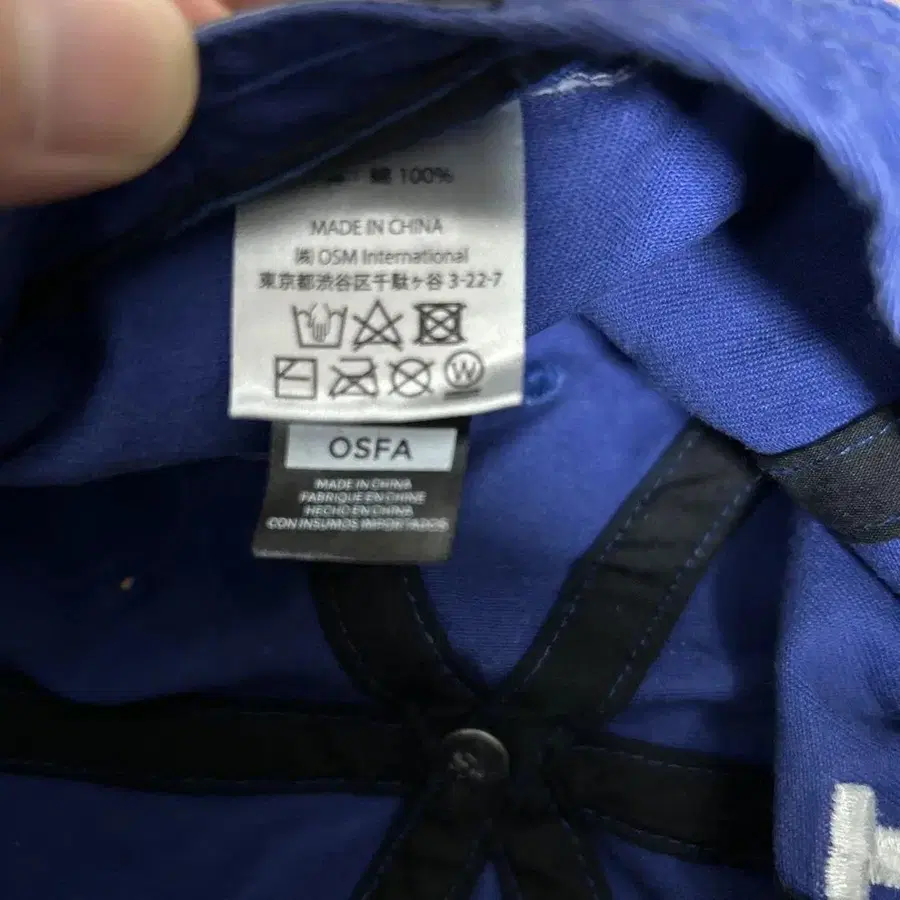 綿 100%
MADE IN CHINA
㈱ OSM International
東京都渋谷区千駄ヶ谷 3-22-7
W
OSFA
MADE IN CHINA
FABRIQUE EN CHINE
HECHO EN CHINA
CON INSUMOS IMPORTADOS